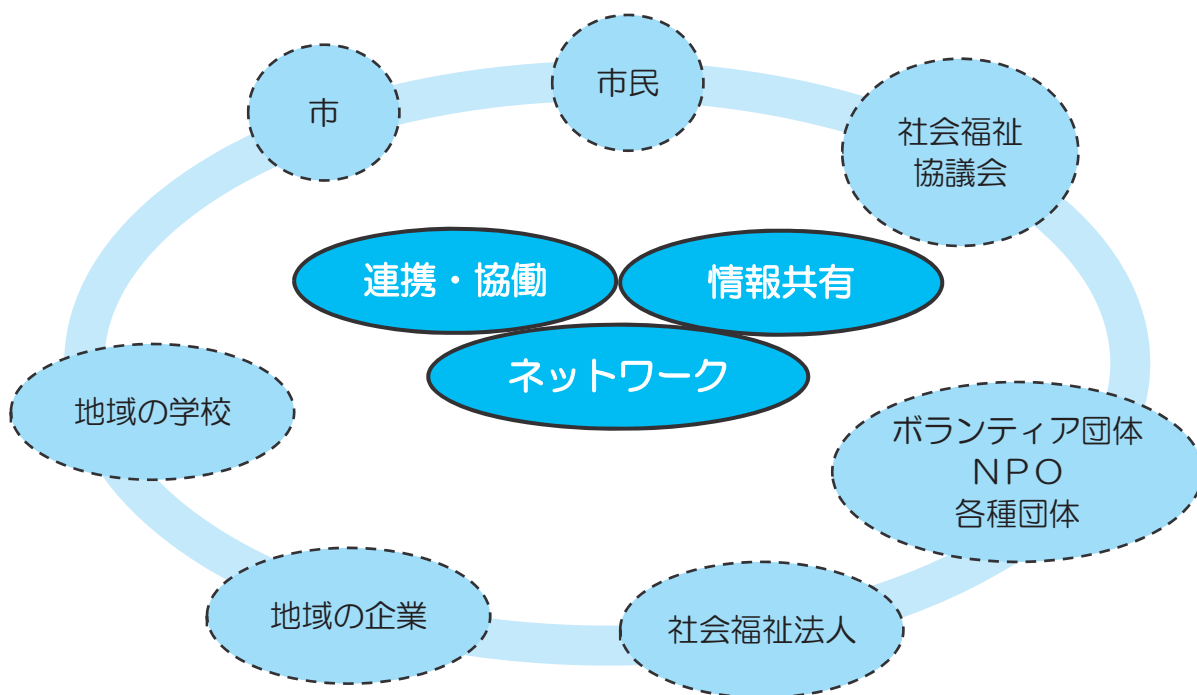 市
市民
社会福祉
協議会
連携・協働
情報共有
ネットワーク
地域の学校
ボランティア団体
ＮＰＯ
各種団体
地域の企業
社会福祉法人